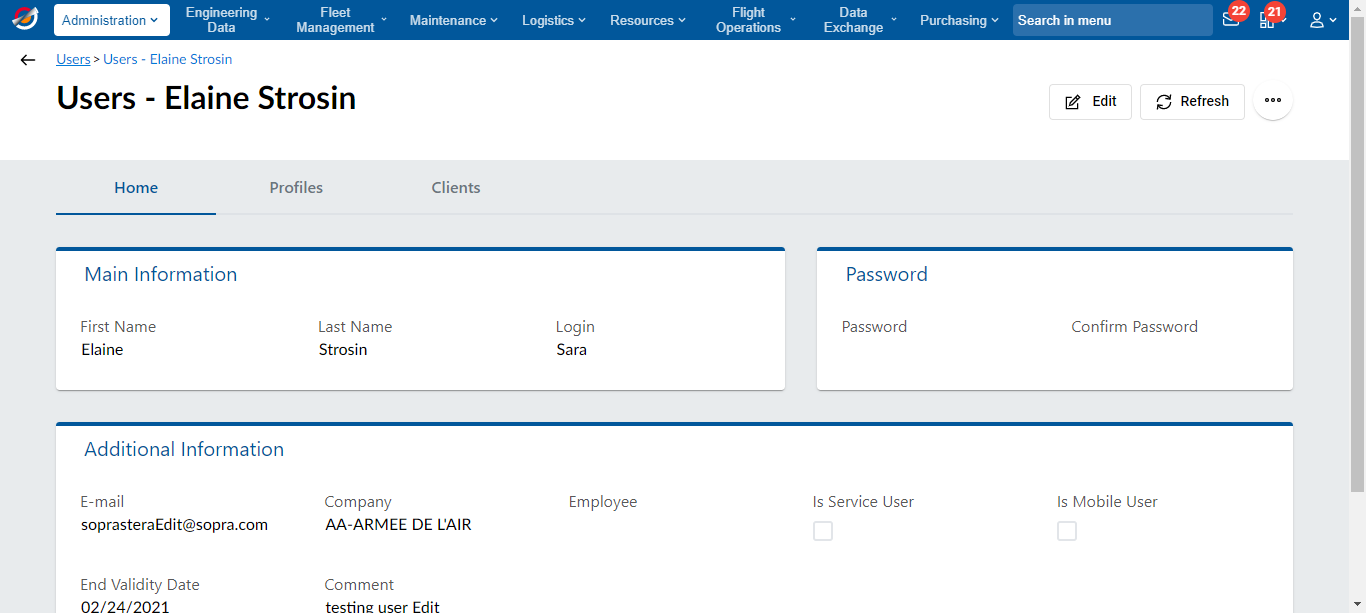 Administration
Engineering
Data
Fleet
Management
Maintenance
Logistics
Resources
Flight
Operations
Data
Exchange
Purchasing
Search in menu
22
21
Users > Users - Elaine Strosin
Users - Elaine Strosin
Edit
Refresh
Home
Profiles
Clients
Main Information
First Name
Last Name
Login
Elaine
Strosin
Sara
Password
Password
Confirm Password
Additional Information
E-mail
Company
Employee
Is Service User
Is Mobile User
soprasteraEdit@sopra.com
AA-ARMEE DE L'AIR
End Validity Date
Comment
02/24/2021
testing user Edit